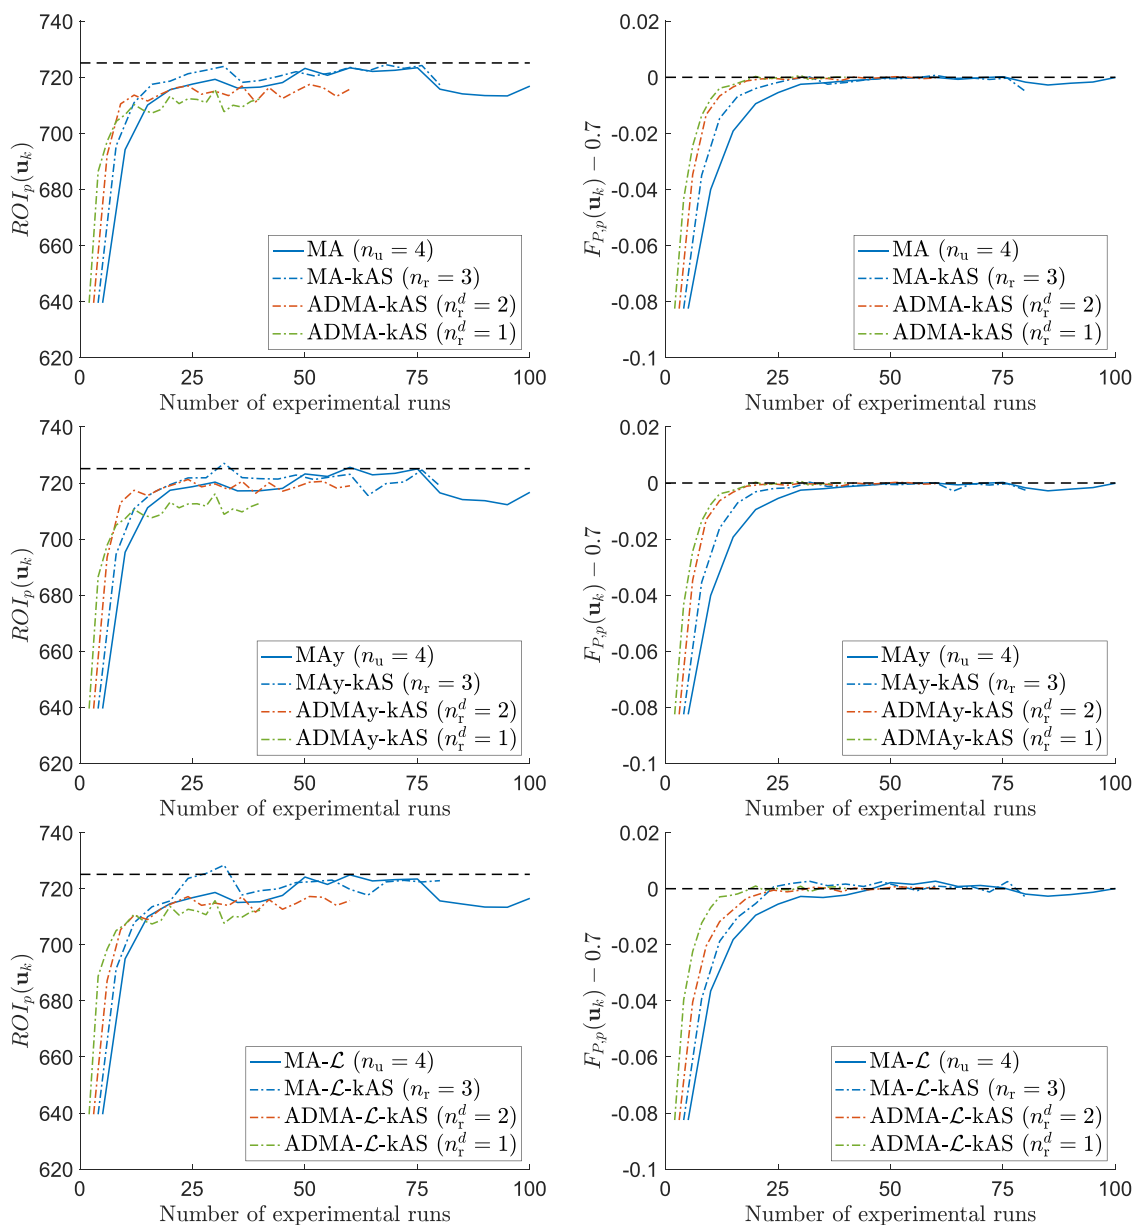 740
720
700
680
660
640
620
ROI_p(u_k)
MA (n_u = 4)
MA-kAS (n_r = 3)
ADMA-kAS (n_r^d = 2)
ADMA-kAS (n_r^d = 1)
0 25 50 75 100
Number of experimental runs
0.02
0
-0.02
-0.04
-0.06
-0.08
-0.1
F_{P,p}(u_k) − 0.7
MA (n_u = 4)
MA-kAS (n_r = 3)
ADMA-kAS (n_r^d = 2)
ADMA-kAS (n_r^d = 1)
0 25 50 75 100
Number of experimental runs
740
720
700
680
660
640
620
ROI_p(u_k)
MAy (n_u = 4)
MAy-kAS (n_r = 3)
ADMAy-kAS (n_r^d = 2)
ADMAy-kAS (n_r^d = 1)
0 25 50 75 100
Number of experimental runs
0.02
0
-0.02
-0.04
-0.06
-0.08
-0.1
F_{P,p}(u_k) − 0.7
MAy (n_u = 4)
MAy-kAS (n_r = 3)
ADMAy-kAS (n_r^d = 2)
ADMAy-kAS (n_r^d = 1)
0 25 50 75 100
Number of experimental runs
740
720
700
680
660
640
620
ROI_p(u_k)
MA-ℒ (n_u = 4)
MA-ℒ-kAS (n_r = 3)
ADMA-ℒ-kAS (n_r^d = 2)
ADMA-ℒ-kAS (n_r^d = 1)
0 25 50 75 100
Number of experimental runs
0.02
0
-0.02
-0.04
-0.06
-0.08
-0.1
F_{P,p}(u_k) − 0.7
MA-ℒ (n_u = 4)
MA-ℒ-kAS (n_r = 3)
ADMA-ℒ-kAS (n_r^d = 2)
ADMA-ℒ-kAS (n_r^d = 1)
0 25 50 75 100
Number of experimental runs